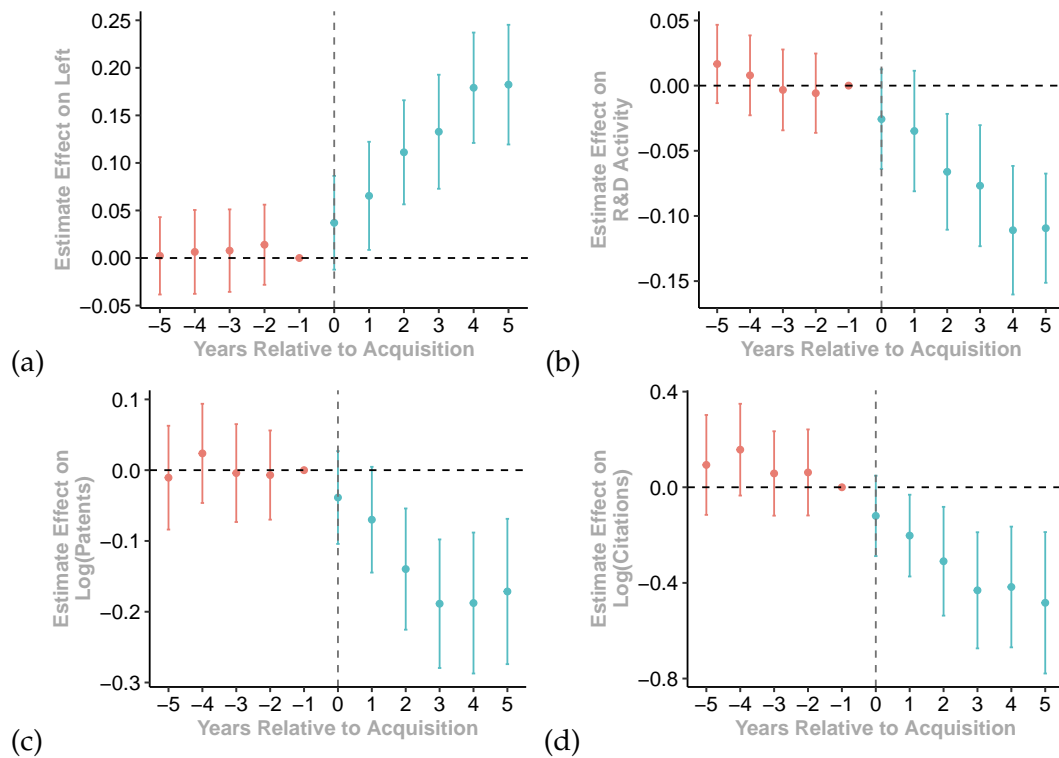 Estimate Effect on Left
0.20
0.15
0.10
0.05
0.00
−0.05
−5 −4 −3 −2 −1 0 1 2 3 4 5
Years Relative to Acquisition
(a)
Estimate Effect on
R&D Activity
0.05
0.00
−0.05
−0.10
−0.15
−5 −4 −3 −2 −1 0 1 2 3 4 5
Years Relative to Acquisition
(b)
Estimate Effect on
Log(Patents)
0.1
0.0
−0.1
−0.2
−0.3
−5 −4 −3 −2 −1 0 1 2 3 4 5
Years Relative to Acquisition
(c)
Estimate Effect on
Log(Citations)
0.4
0.0
−0.4
−0.8
−5 −4 −3 −2 −1 0 1 2 3 4 5
Years Relative to Acquisition
(d)